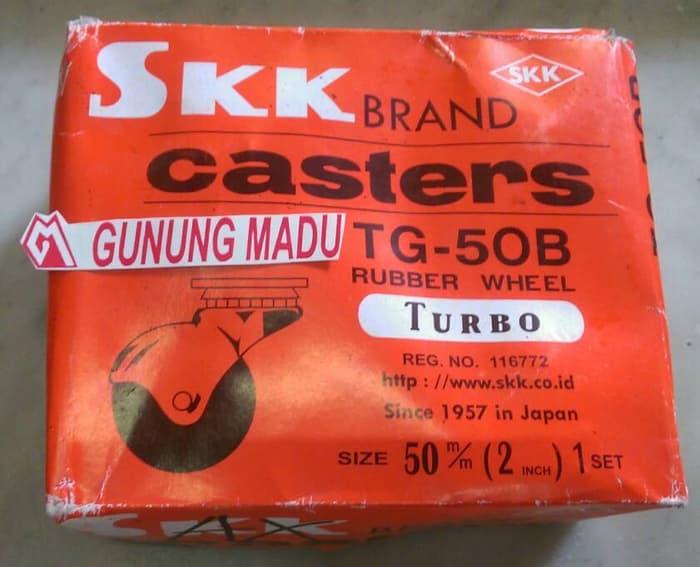 SKK BRAND
SKK
casters
GUNUNG MADU
TG-50B
RUBBER WHEEL
TURBO
REG. NO. 116772
http : //www.skk.co.id
Since 1957 in Japan
SIZE 50 m/m (2 INCH) 1 SET